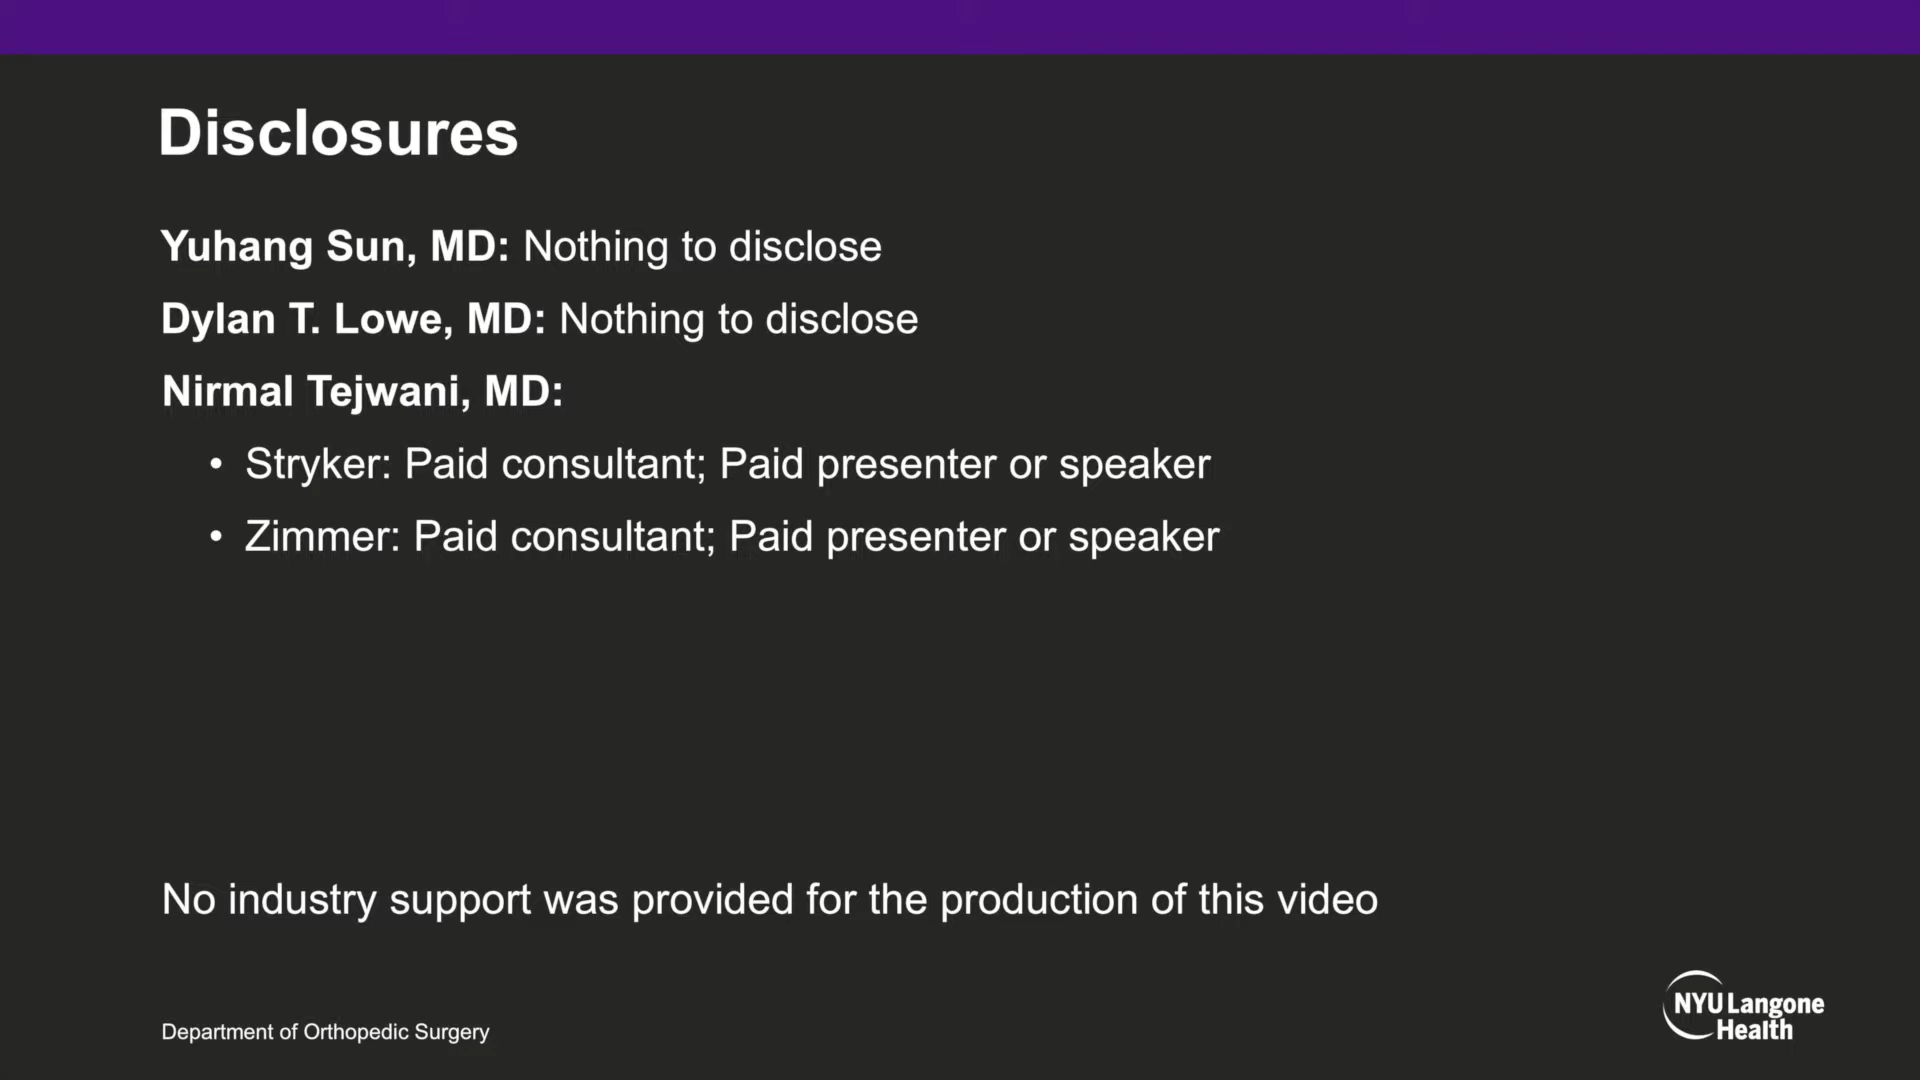 Disclosures
Yuhang Sun, MD: Nothing to disclose
Dylan T. Lowe, MD: Nothing to disclose
Nirmal Tejwani, MD:
• Stryker: Paid consultant; Paid presenter or speaker
• Zimmer: Paid consultant; Paid presenter or speaker
No industry support was provided for the production of this video
Department of Orthopedic Surgery
NYU Langone
Health